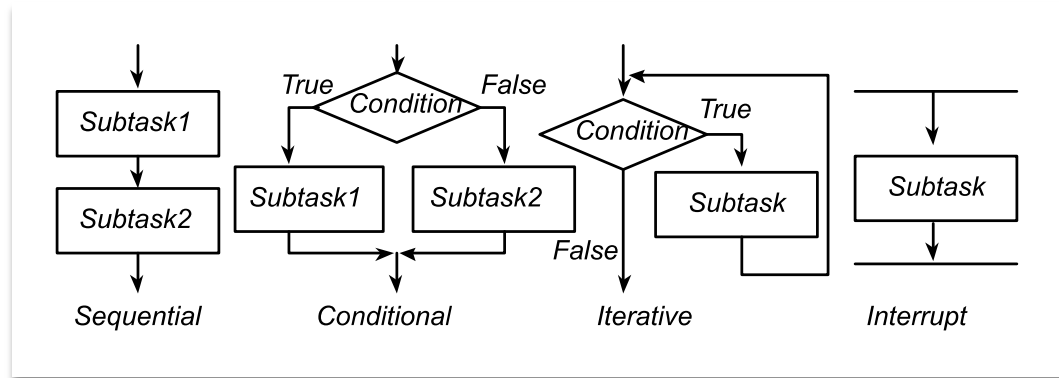 Subtask1
Subtask2
Sequential
True
False
Condition
Subtask1
Subtask2
Conditional
True
Condition
Subtask
False
Iterative
Subtask
Interrupt